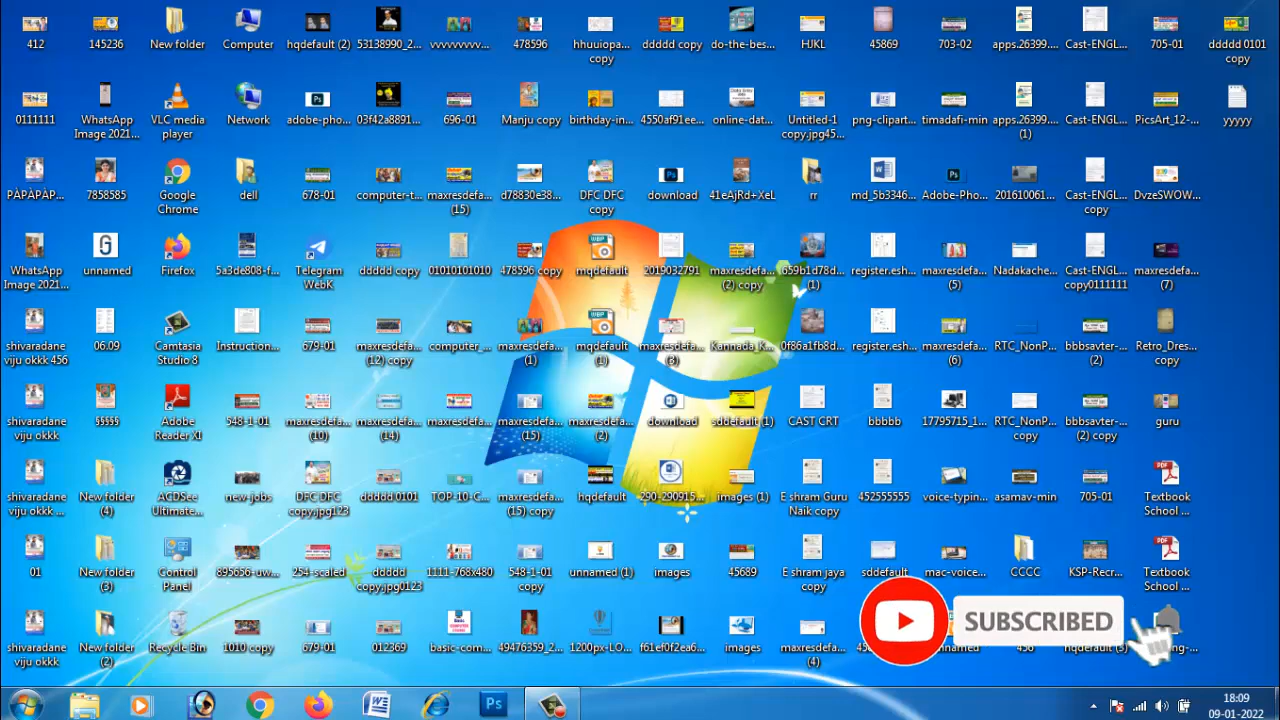 412
145236
New folder
Computer
hqdefault (2)
53138990_2...
vvvvvvvvv...
478596
hhuuiopa...
copy
ddddd copy
do-the-bes...
HJKL
45869
703-02
apps.26399...
Cast-ENGL...
705-01
ddddd 0101
copy
0111111
WhatsApp
Image 2021...
VLC media
player
Network
adobe-pho...
03f42a8891...
696-01
Manju copy
birthday-in...
4550af91ee...
online-dat...
Untitled-1
copy.jpg45...
png-clipart...
timadafi-min
apps.26399...
(1)
Cast-ENGL...
PicsArt_12-...
yyyyy
PAPAPAP...
7858585
Google
Chrome
dell
678-01
computer-t...
maxresdefa...
(15)
d78830e38...
DFC DFC
copy
download
41eAjRd+XeL
rr
md_5b3346...
Adobe-Pho...
201610061...
Cast-ENGL...
copy
DvzeSWOW...
WhatsApp
Image 2021...
unnamed
Firefox
5a3de808-f...
Telegram
WebK
ddddd copy
01010101010
478596 copy
mqdefault
2019032791
maxresdefa...
(2) copy
659b1d78d...
(1)
register.esh...
maxresdefa...
(5)
Nadakache...
Cast-ENGL...
copy0111111
maxresdefa...
(7)
shivaradane
viju okkk 456
06.09
Camtasia
Studio 8
Instruction...
679-01
maxresdefa...
(12) copy
computer_...
maxresdefa...
(1)
mqdefault
(1)
maxresdefa...
(3)
Kannada_K...
0f86a1fb8d...
register.esh...
maxresdefa...
(6)
RTC_NonP...
bbbsavter-...
(2)
Retro_Dres...
copy
shivaradane
viju okkk
§§§§§
Adobe
Reader XI
548-1-01
maxresdefa...
(10)
maxresdefa...
(14)
maxresdefa...
maxresdefa...
(15)
maxresdefa...
(2)
download
sddefault (1)
CAST CRT
bbbbb
17795715_1...
RTC_NonP...
copy
bbbsavter-...
(2) copy
guru
shivaradane
viju okkk ...
New folder
(4)
ACDSee
Ultimate...
new-jobs
DFC DFC
copy.jpg123
ddddd 0101
TOP-10-C...
maxresdefa...
(15) copy
hqdefault
290-290915...
images (1)
E shram Guru
Naik copy
452555555
voice-typin...
asamav-min
705-01
Textbook
School ...
01
New folder
(3)
Control
Panel
895656-uw...
254-scaled
ddddd
copy.jpg0123
1111-768x480
548-1-01
copy
unnamed (1)
images
45689
E shram jaya
copy
sddefault
mac-voice...
CCCC
KSP-Recr...
Textbook
School ...
shivaradane
viju okkk
New folder
(2)
Recycle Bin
1010 copy
679-01
012369
basic-com...
49476359_2...
1200px-LO...
f61ef0f2ea6...
images
maxresdefa...
(4)
SUBSCRIBED
18:09
09-01-2022